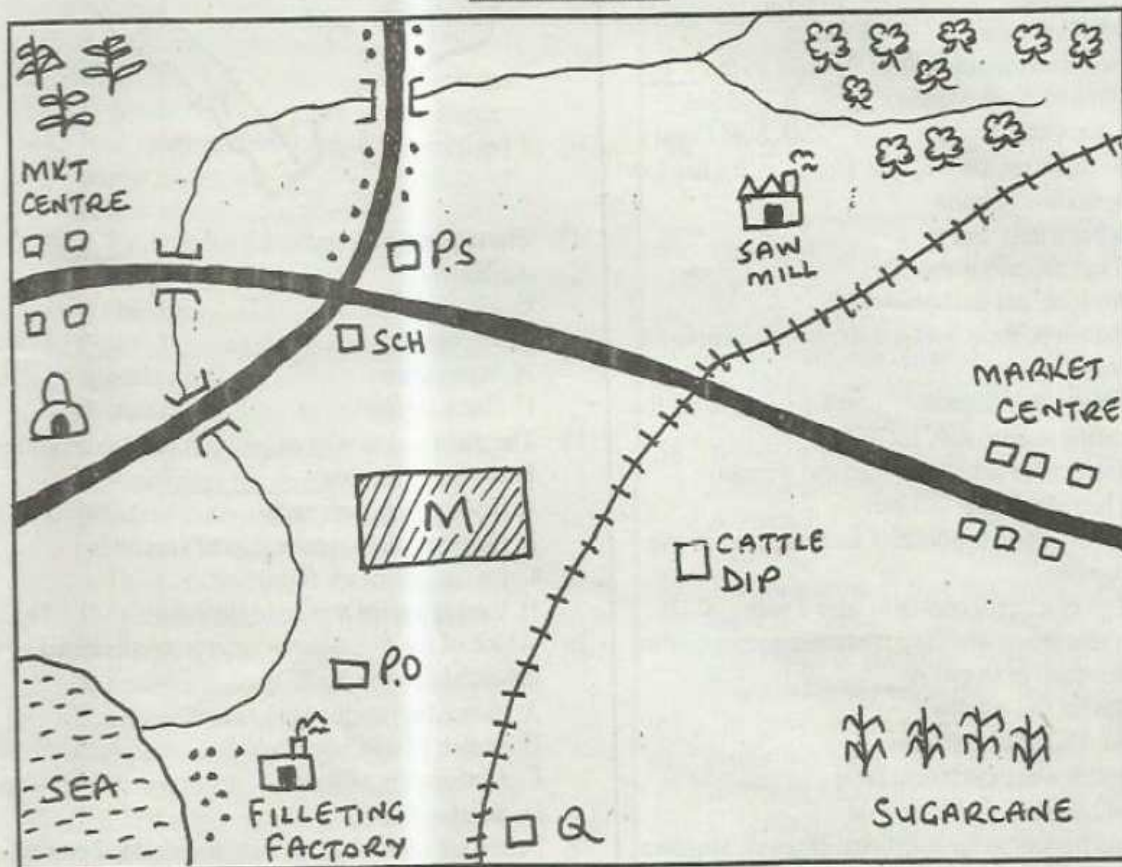 MKT
CENTRE
P.S
SAW
MILL
SCH
MARKET
CENTRE
M
CATTLE
DIP
P.O
SEA
FILLETING
FACTORY
Q
SUGARCANE